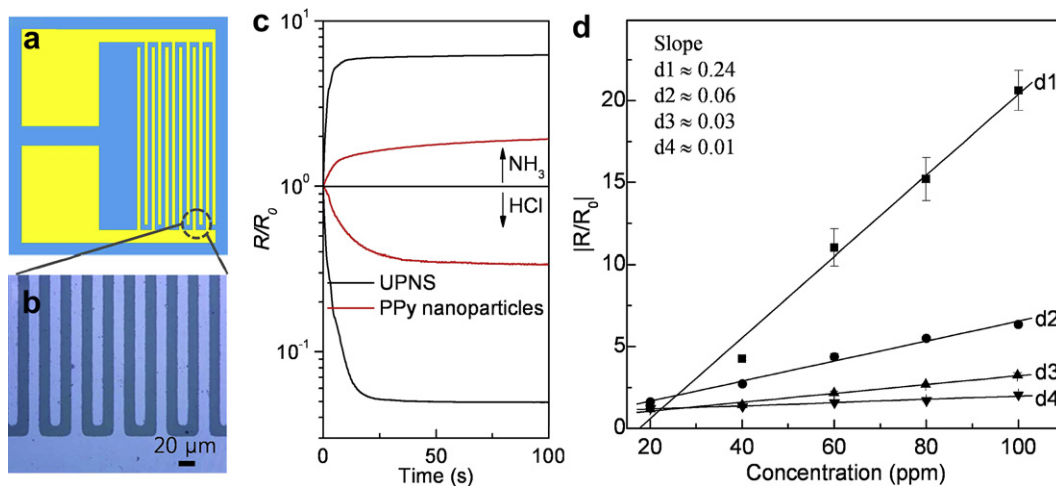 a
b
20 μm
c
10¹
10⁰
10⁻¹
R/R₀
NH₃
HCl
UPNS
PPy nanoparticles
0 50 100
Time (s)
d
Slope
d1 ≈ 0.24
d2 ≈ 0.06
d3 ≈ 0.03
d4 ≈ 0.01
20
15
10
5
0
|R/R₀|
d1
d2
d3
d4
20 40 60 80 100
Concentration (ppm)